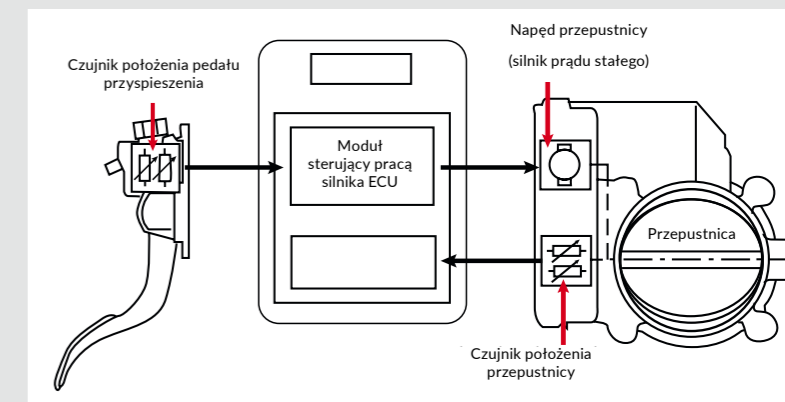 Napęd przepustnicy
(silnik prądu stałego)
Czujnik położenia pedału
przyspieszenia
Moduł
sterujący pracą
silnika ECU
Przepustnica
Czujnik położenia
przepustnicy